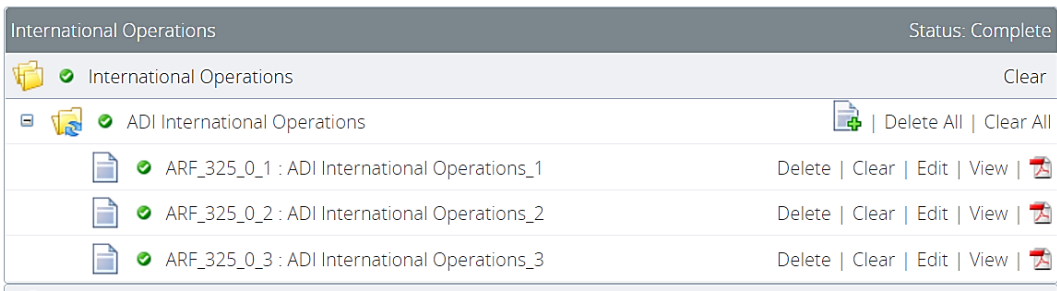 International Operations Status: Complete
International Operations Clear
ADI International Operations | Delete All | Clear All
ARF_325_0_1 : ADI International Operations_1 Delete | Clear | Edit | View |
ARF_325_0_2 : ADI International Operations_2 Delete | Clear | Edit | View |
ARF_325_0_3 : ADI International Operations_3 Delete | Clear | Edit | View |